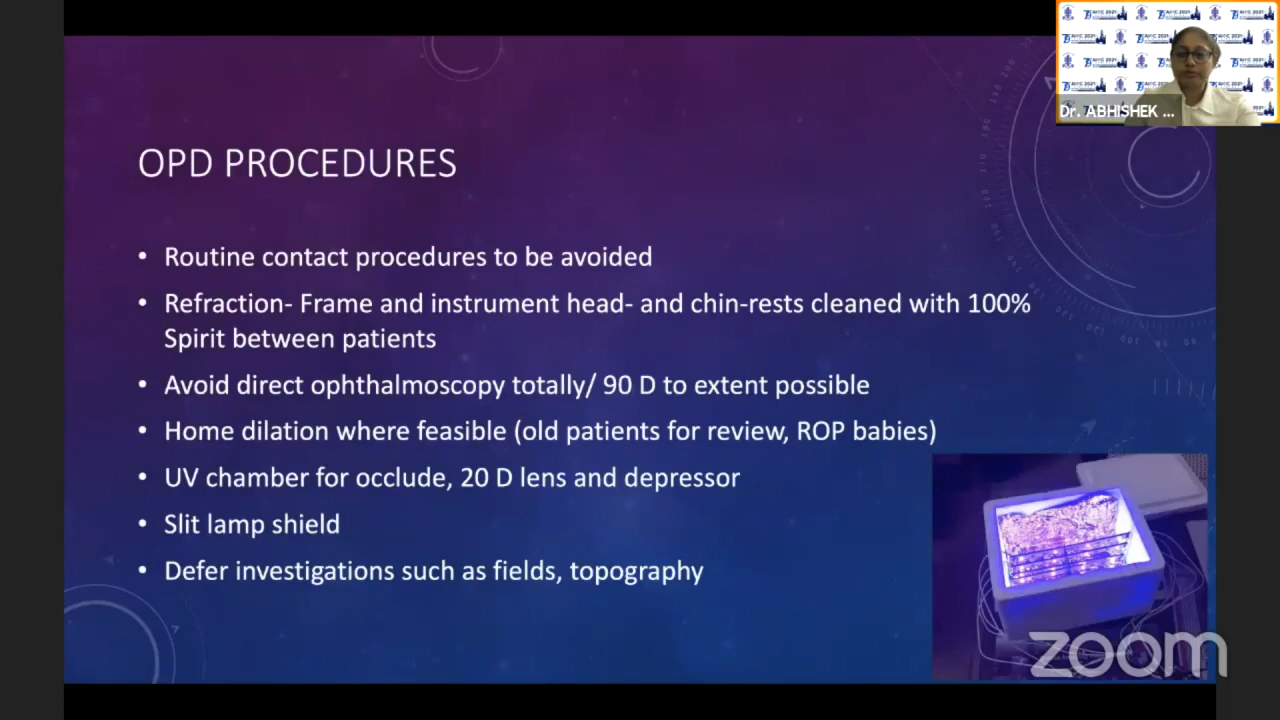 OPD PROCEDURES
• Routine contact procedures to be avoided
• Refraction- Frame and instrument head- and chin-rests cleaned with 100%
Spirit between patients
• Avoid direct ophthalmoscopy totally/ 90 D to extent possible
• Home dilation where feasible (old patients for review, ROP babies)
• UV chamber for occlude, 20 D lens and depressor
• Slit lamp shield
• Defer investigations such as fields, topography
Dr. ABHISHEK ...
zoom